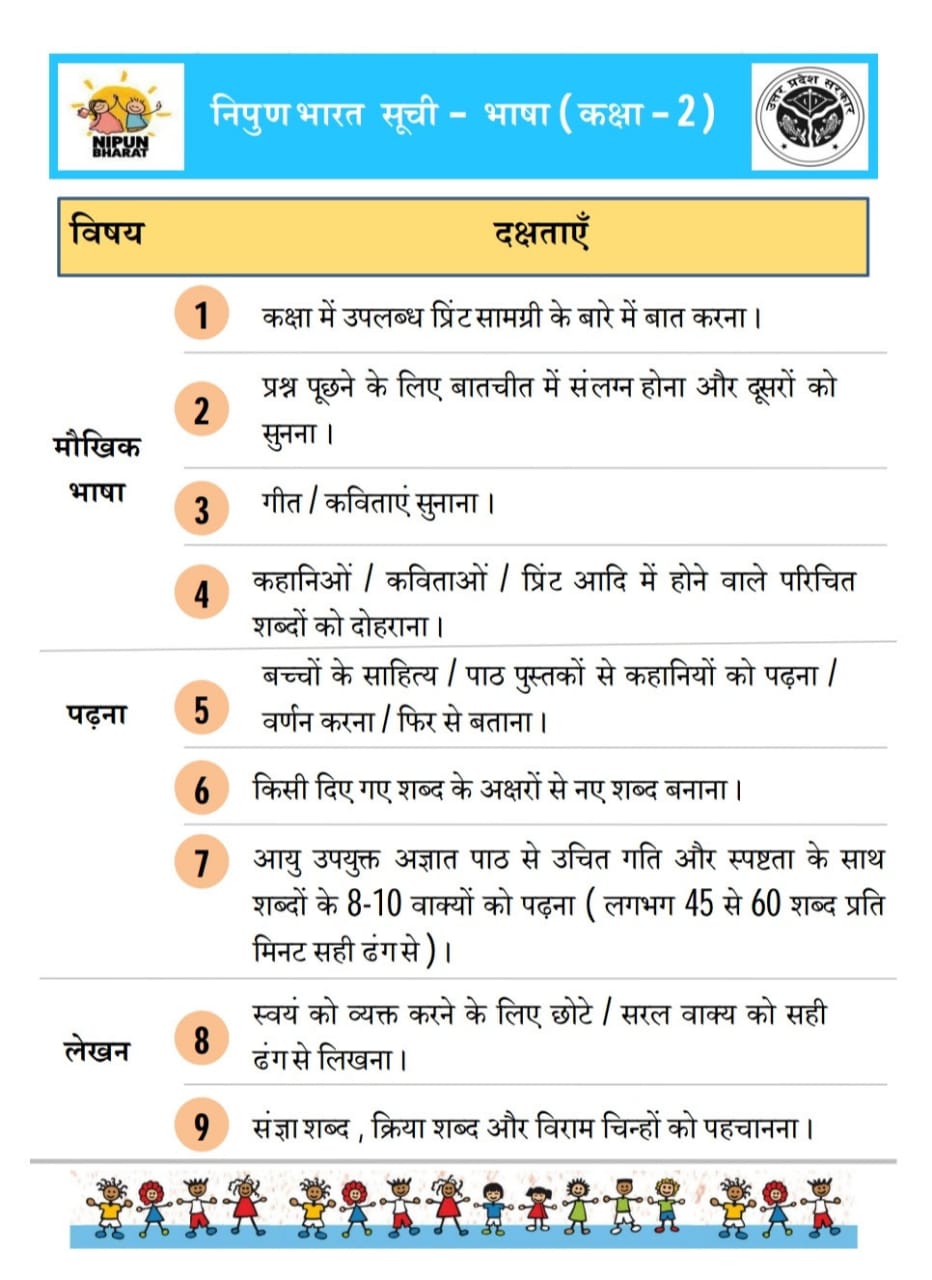 NIPUN
BHARAT
निपुण भारत सूची – भाषा ( कक्षा – 2 )
उत्तर प्रदेश सरकार
विषय दक्षताएँ
1 कक्षा में उपलब्ध प्रिंट सामग्री के बारे में बात करना ।
2 प्रश्न पूछने के लिए बातचीत में संलग्न होना और दूसरों को
सुनना ।
मौखिक
भाषा
3 गीत / कविताएं सुनाना ।
4 कहानिओं / कविताओं / प्रिंट आदि में होने वाले परिचित
शब्दों को दोहराना ।
पढ़ना
5 बच्चों के साहित्य / पाठ पुस्तकों से कहानियों को पढ़ना /
वर्णन करना / फिर से बताना ।
6 किसी दिए गए शब्द के अक्षरों से नए शब्द बनाना ।
7 आयु उपयुक्त अज्ञात पाठ से उचित गति और स्पष्टता के साथ
शब्दों के 8-10 वाक्यों को पढ़ना ( लगभग 45 से 60 शब्द प्रति
मिनट सही ढंग से ) ।
लेखन
8 स्वयं को व्यक्त करने के लिए छोटे / सरल वाक्य को सही
ढंग से लिखना ।
9 संज्ञा शब्द , क्रिया शब्द और विराम चिन्हों को पहचानना ।